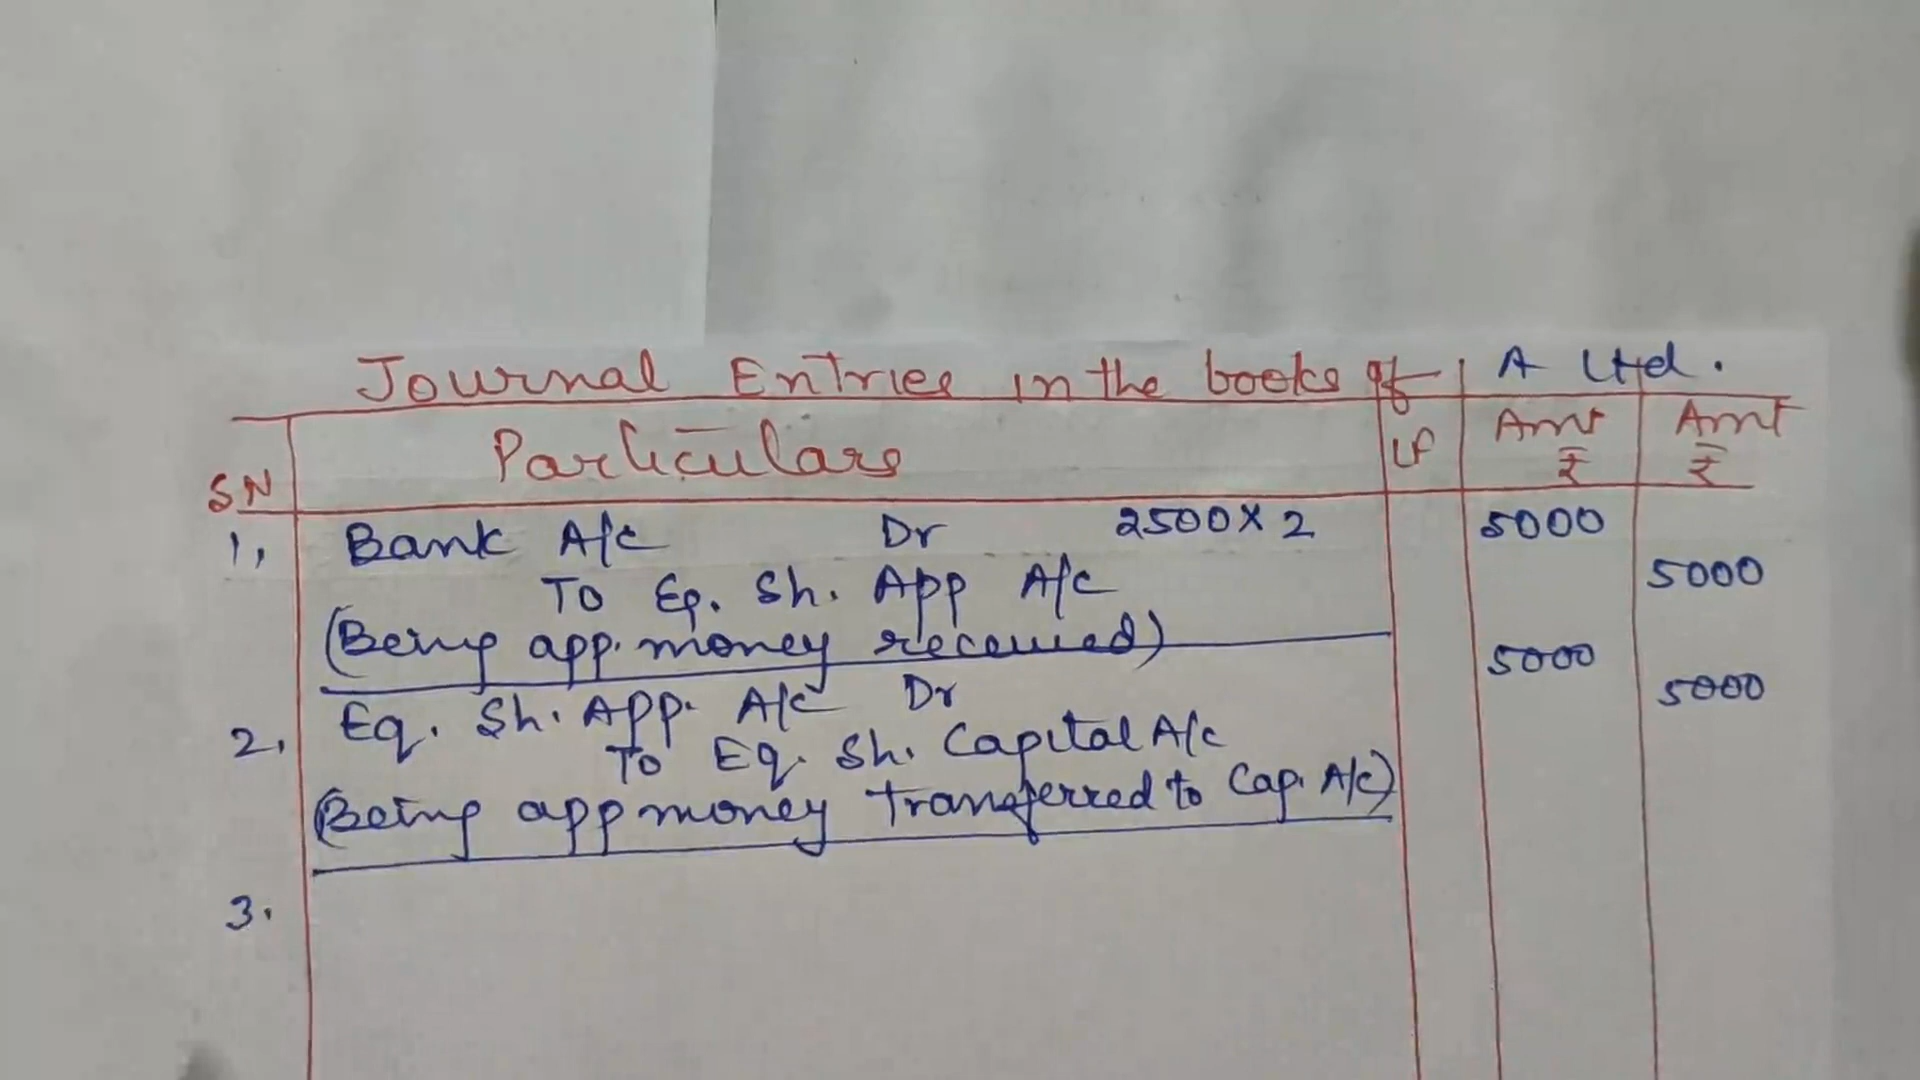 Journal Entries in the books of A Ltd.
SN Particulars LF Amt ₹ Amt ₹
1, Bank A/c Dr 2500 × 2 5000
To Eq. Sh. App A/c 5000
(Being app. money received)
2. Eq. Sh. App. A/c Dr 5000
To Eq. Sh. Capital A/c 5000
(Being app money transferred to Cap. A/c)
3.